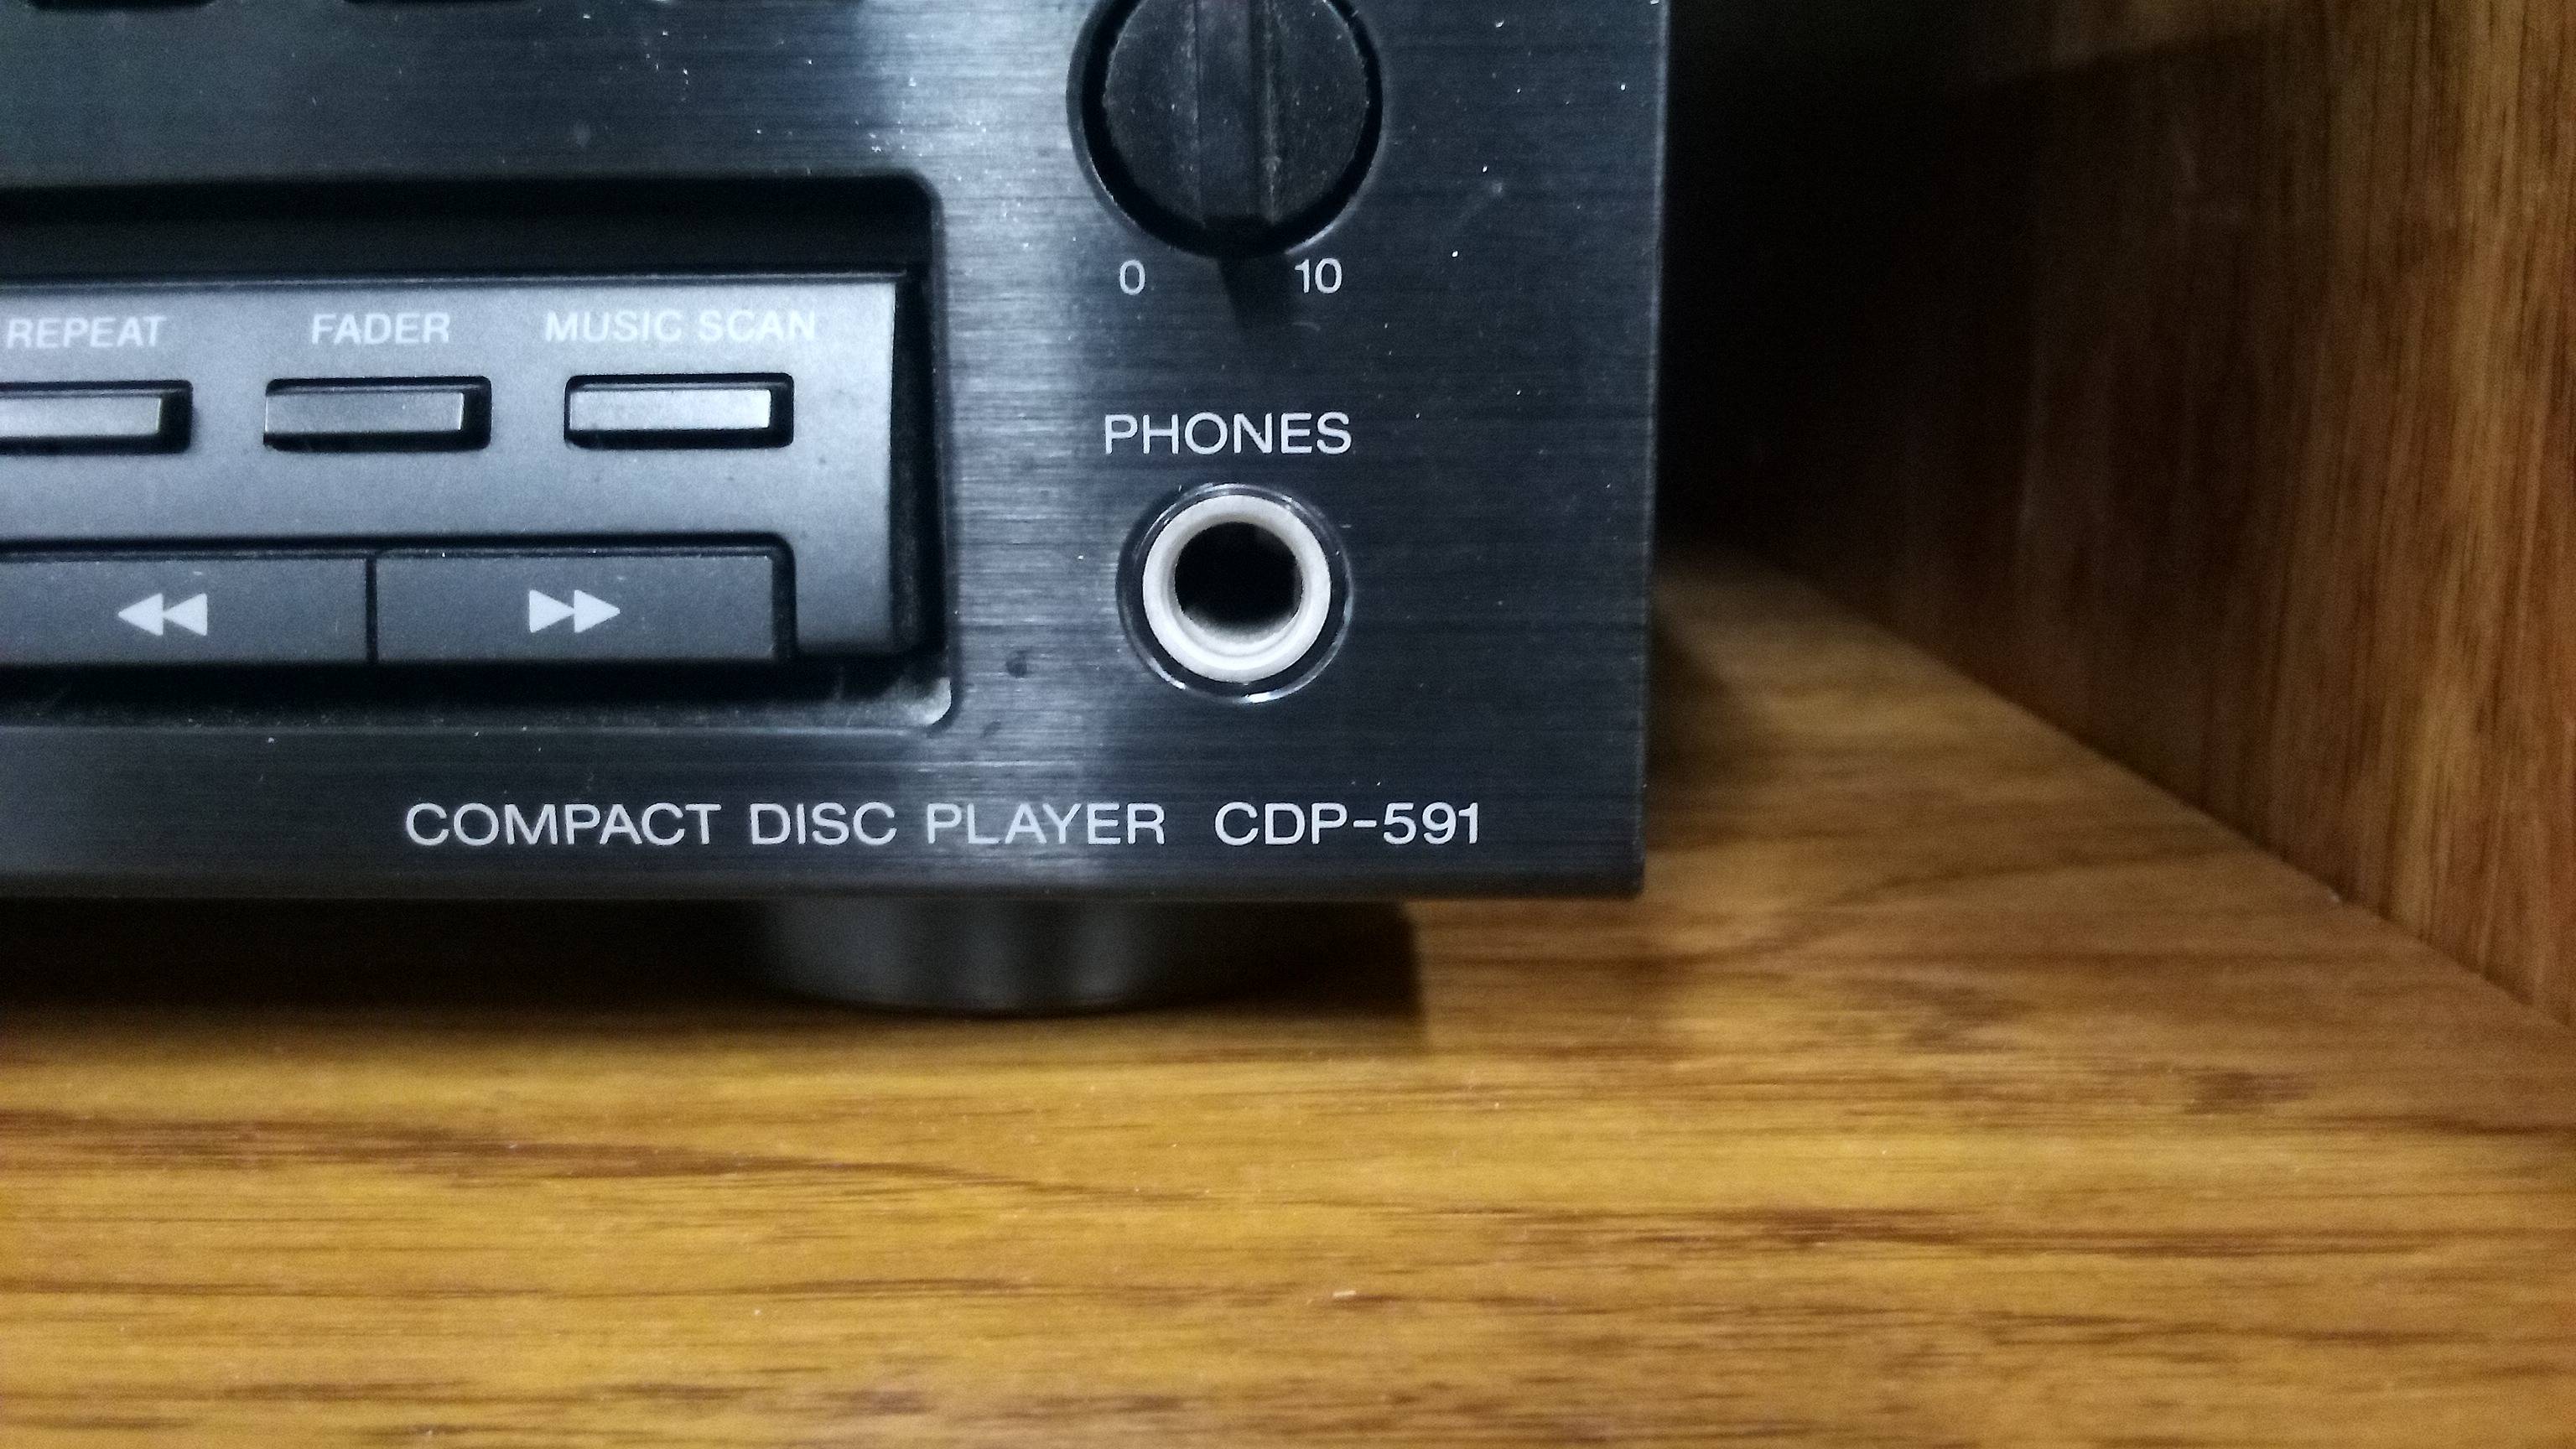 0 10
REPEAT FADER MUSIC SCAN
PHONES
COMPACT DISC PLAYER CDP-591